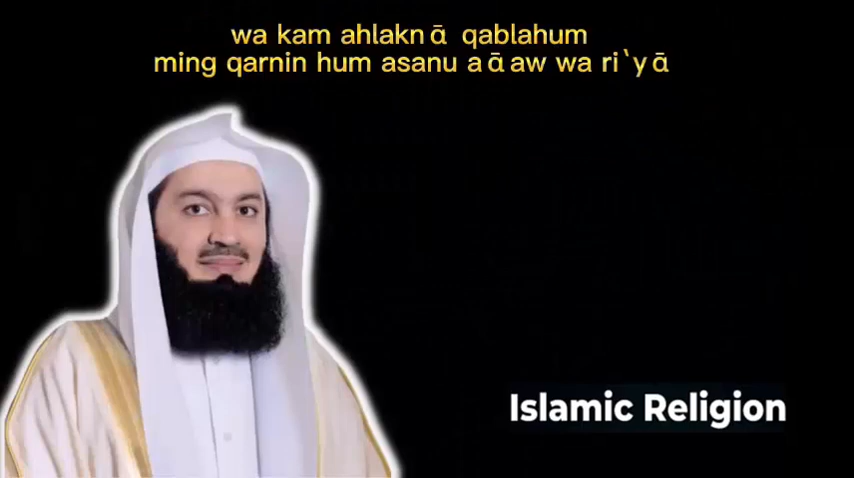 wa kam ahlaknā qablahum
ming qarnin hum asanu aāaw wa ri`yā
Islamic Religion